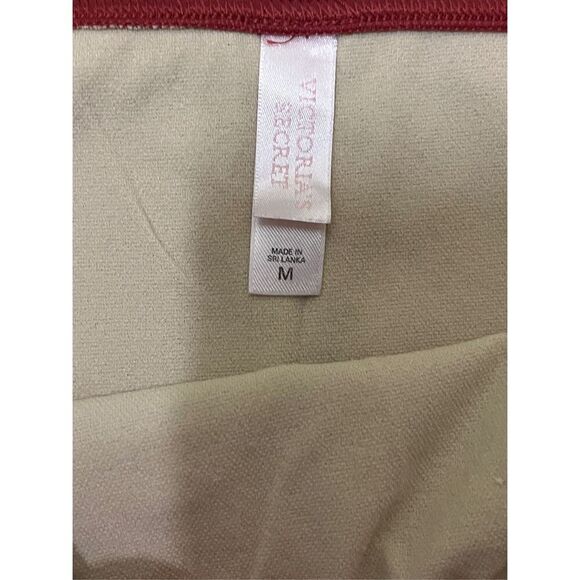 VICTORIA'S
SECRET
MADE IN
SRI LANKA
M